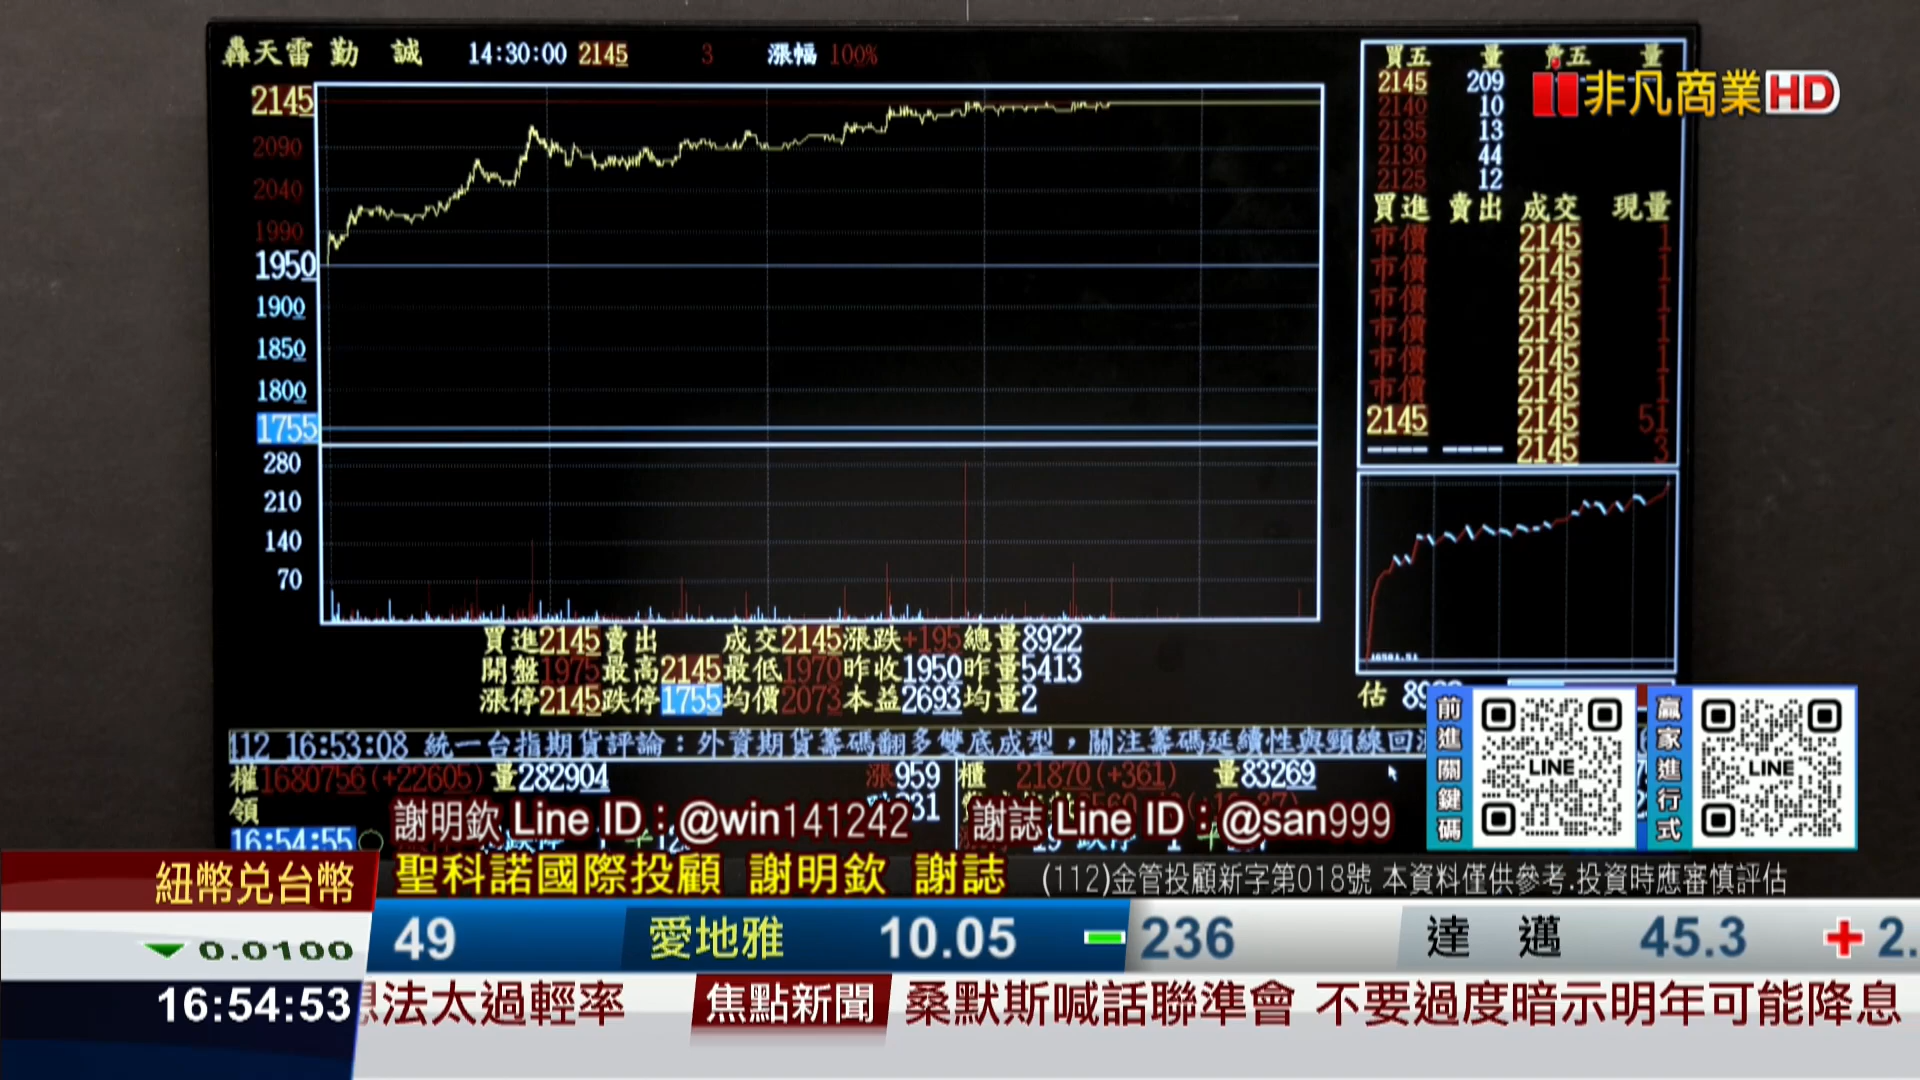 轟天雷 勤 誠 14:30:00 2145 3 漲幅 100%
2145
2090
2040
1990
1950
1900
1850
1800
1755
280
210
140
70
買五 量 賣五 量
2145 209
2140 10
2135 13
2130 44
2125 12
非凡商業HD
買進 賣出 成交 現量
市價 2145 1
市價 2145 1
市價 2145 1
市價 2145 1
市價 2145 1
市價 2145 1
2145 2145 51
---- ---- 2145 3
買進2145賣出 成交2145漲跌+195總量8922
開盤1975最高2145最低1970昨收1950昨量5413
漲停2145跌停1755均價2073本益2693均量2
估
112 16:53:08 統一台指期貨評論：外資期貨籌碼翻多雙底成型，關注籌碼延續性與頸線回
權1680756(+22605) 量282904 漲959 櫃 21870(+361) 量83269
領
16:54:55
謝明欽 Line ID：@win141242 謝誌 Line ID：@san999
前進關鍵碼
LINE
贏家進行式
LINE
聖科諾國際投顧 謝明欽 謝誌 (112)金管投顧新字第018號 本資料僅供參考.投資時應審慎評估
紐幣兌台幣
▼0.0100
49 愛地雅 10.05 236 達 邁 45.3 + 2.
16:54:53
想法太過輕率 焦點新聞 桑默斯喊話聯準會 不要過度暗示明年可能降息